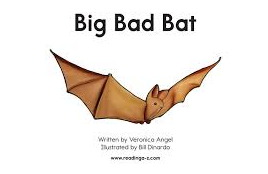 Big Bad Bat
Written by Veronica Angel
Illustrated by Bill Dinardo
www.readinga-z.com